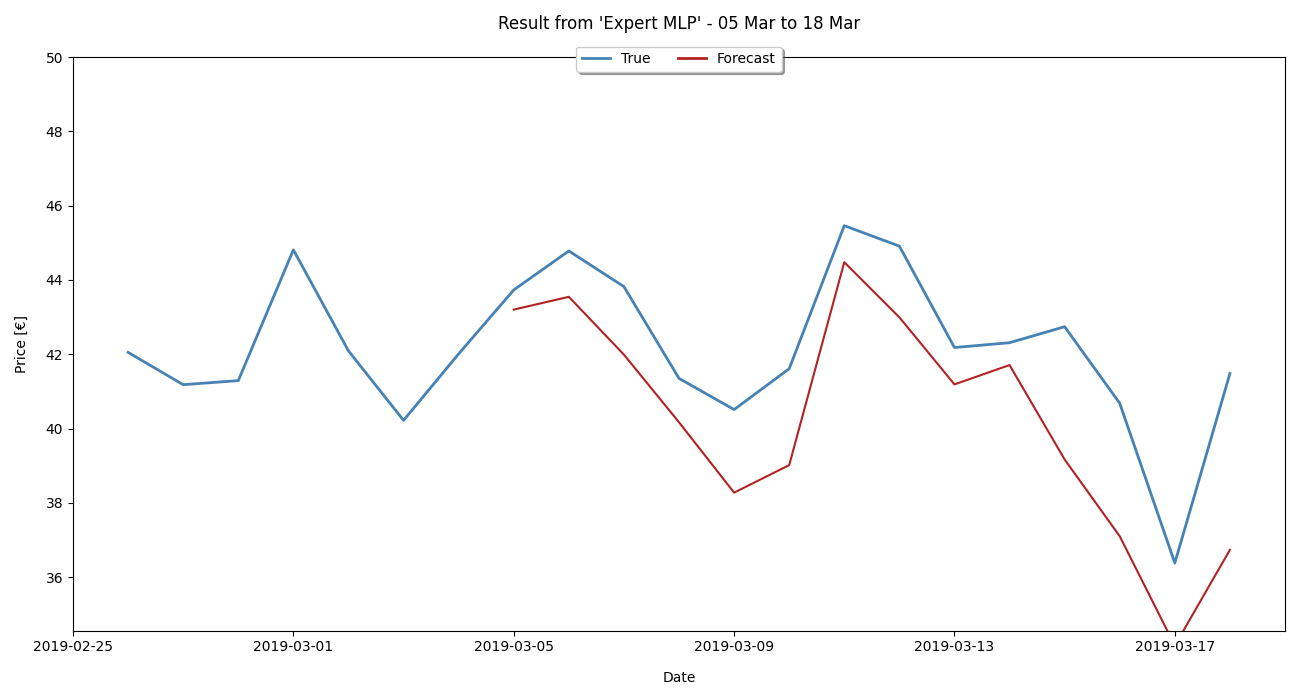 Result from 'Expert MLP' - 05 Mar to 18 Mar
True Forecast
50
48
46
44
42
40
38
36
Price [€]
2019-02-25 2019-03-01 2019-03-05 2019-03-09 2019-03-13 2019-03-17
Date